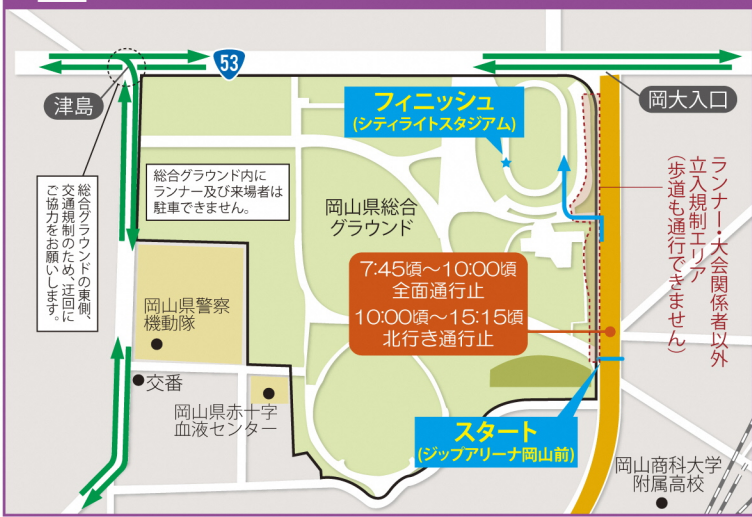 53
津島
岡大入口
フィニッシュ
(シティライトスタジアム)
総合グラウンド内に
ランナー及び来場者は
駐車できません。
総合グラウンドの東側、
交通規制のため、迂回に
ご協力をお願いします。
岡山県総合
グラウンド
ランナー・大会関係者以外
立入規制エリア
(歩道も通行できません)
7:45頃〜10:00頃
全面通行止
10:00頃〜15:15頃
北行き通行止
岡山県警察
機動隊
交番
岡山県赤十字
血液センター
スタート
(ジップアリーナ岡山前)
岡山商科大学
附属高校